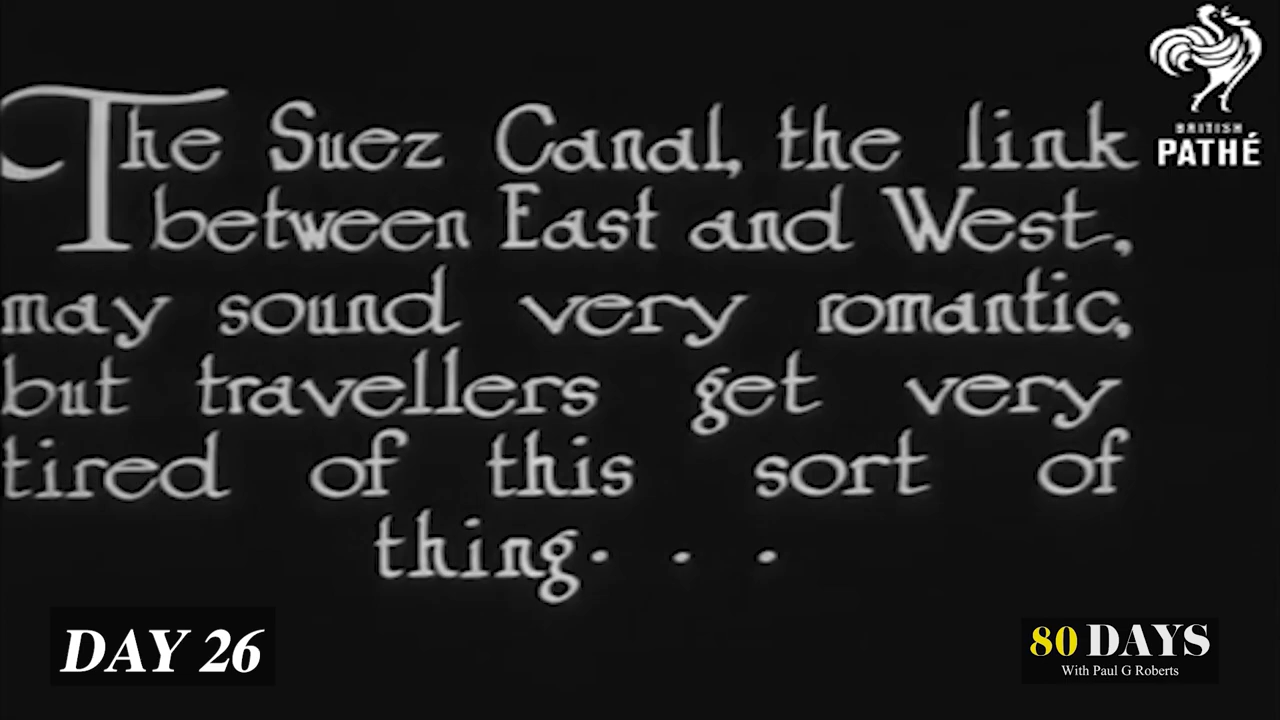 The Suez Canal, the link
between East and West,
may sound very romantic,
but travellers get very
tired of this sort of
thing. . .
BRITISH
PATHÉ
DAY 26
80 DAYS
With Paul G Roberts